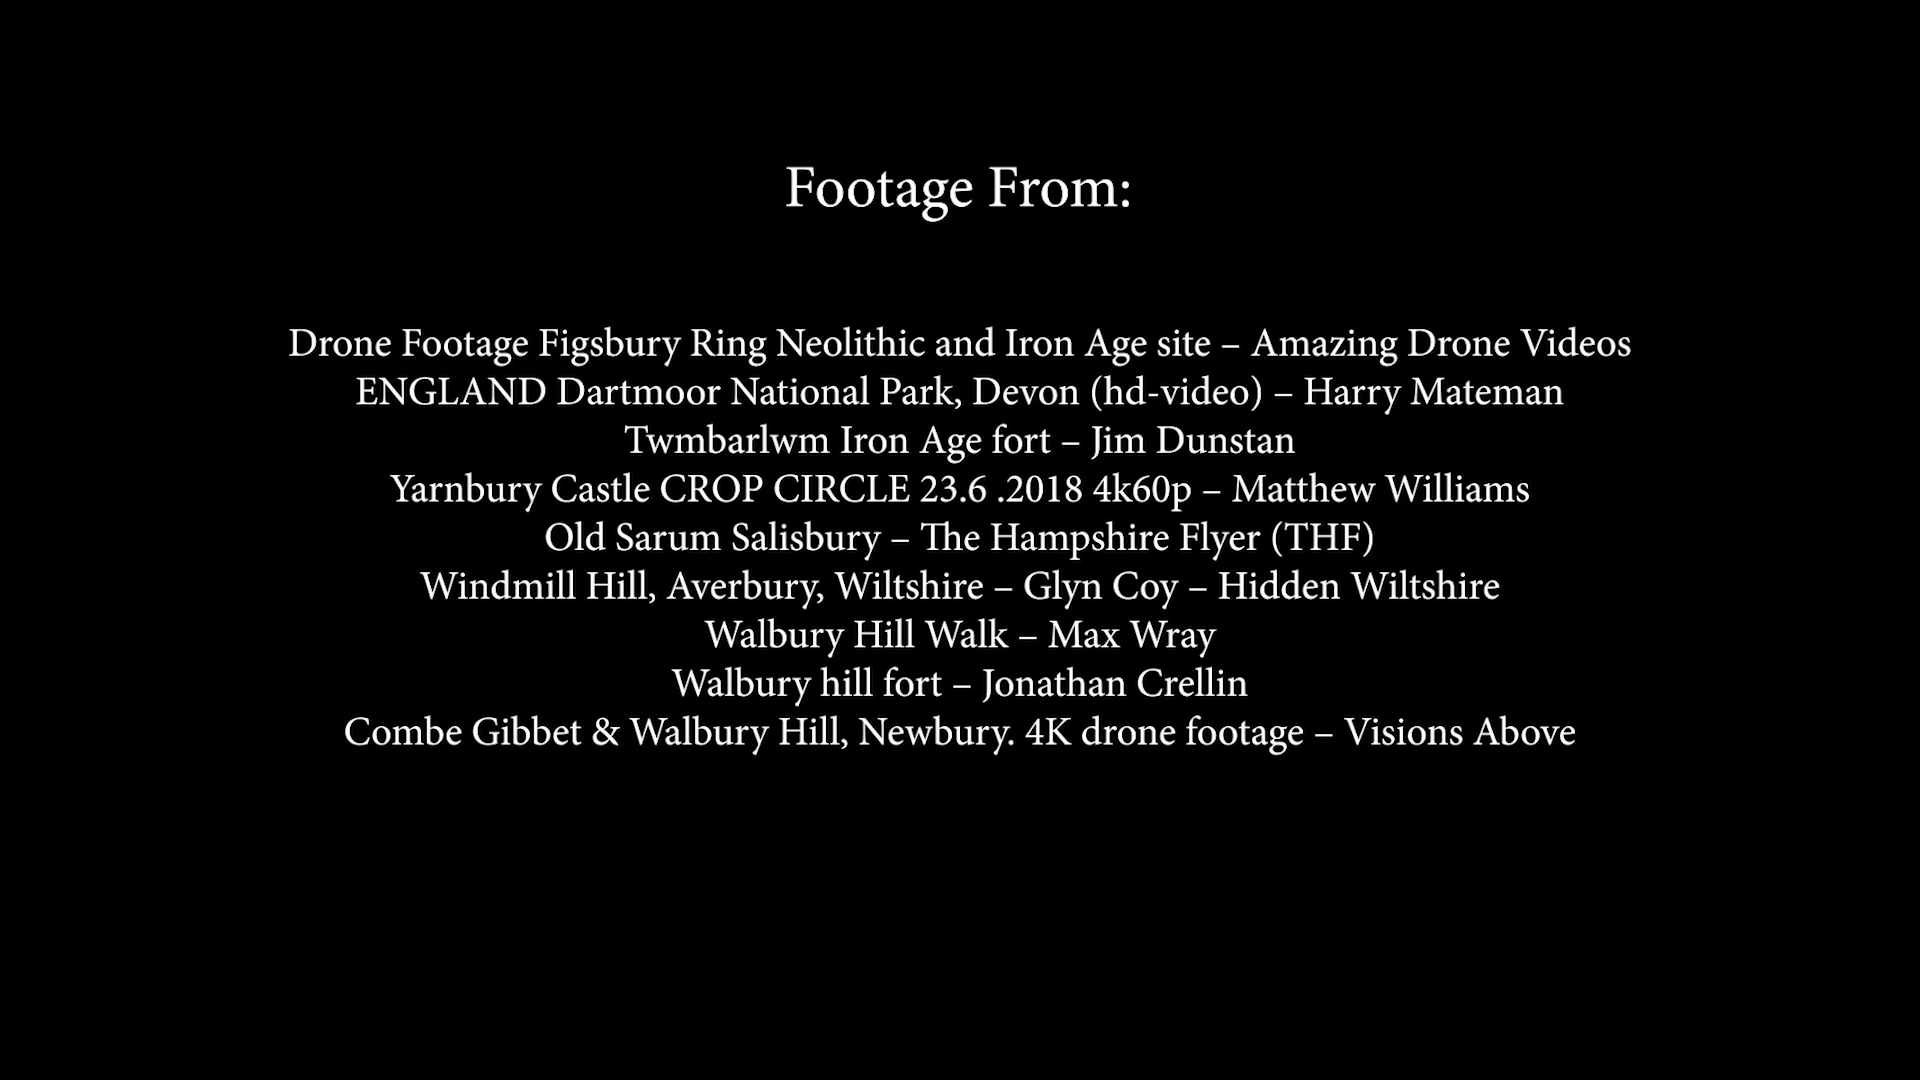 Footage From:
Drone Footage Figsbury Ring Neolithic and Iron Age site – Amazing Drone Videos
ENGLAND Dartmoor National Park, Devon (hd-video) – Harry Mateman
Twmbarlwm Iron Age fort – Jim Dunstan
Yarnbury Castle CROP CIRCLE 23.6 .2018 4k60p – Matthew Williams
Old Sarum Salisbury – The Hampshire Flyer (THF)
Windmill Hill, Averbury, Wiltshire – Glyn Coy – Hidden Wiltshire
Walbury Hill Walk – Max Wray
Walbury hill fort – Jonathan Crellin
Combe Gibbet & Walbury Hill, Newbury. 4K drone footage – Visions Above